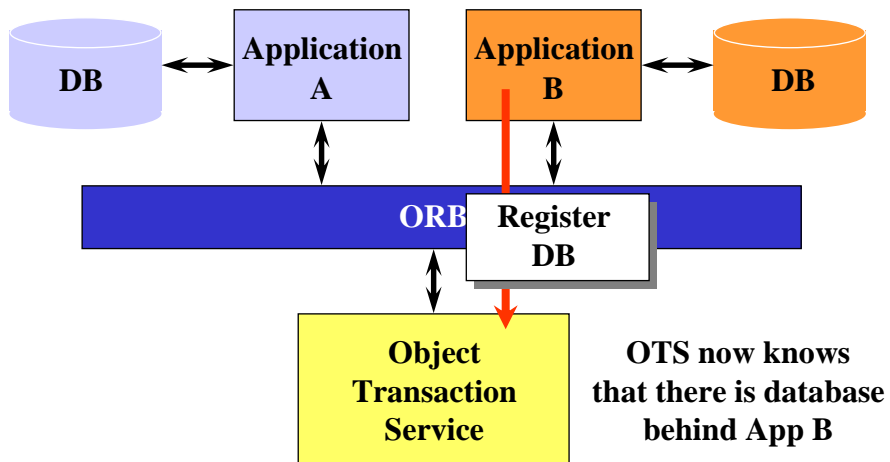 DB
Application
A
Application
B
DB
ORB
Register
DB
Object
Transaction
Service
OTS now knows
that there is database
behind App B